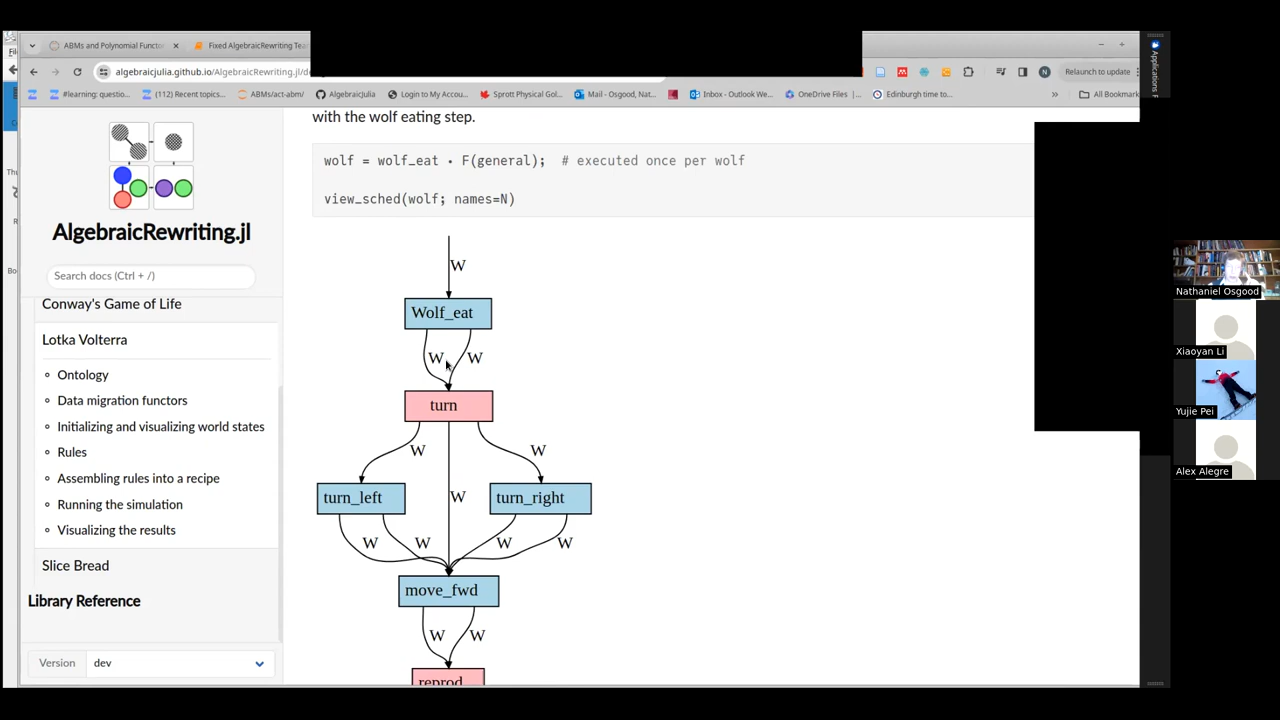 ABMs and Polynomial Functo
Fixed AlgebraicRewriting Tea
algebraicjulia.github.io/AlgebraicRewriting.jl/d
N
Relaunch to update
#learning: questio...
(112) Recent topics...
ABMs/act-abm/
AlgebraicJulia
Login to My Accou...
Sprott Physical Gol...
Mail - Osgood, Nat...
Inbox - Outlook We...
OneDrive Files |...
Edinburgh time to...
All Bookmark
with the wolf eating step.
wolf = wolf_eat ⋅ F(general);  # executed once per wolf
view_sched(wolf; names=N)
AlgebraicRewriting.jl
Search docs (Ctrl + /)
Conway's Game of Life
Lotka Volterra
Ontology
Data migration functors
Initializing and visualizing world states
Rules
Assembling rules into a recipe
Running the simulation
Visualizing the results
Slice Bread
Library Reference
Version
dev
W
Wolf_eat
W W
turn
W W
turn_left
W
turn_right
W W W W
move_fwd
W W
reprod
Applications
Nathaniel Osgood
Xiaoyan Li
Yujie Pei
Alex Alegre